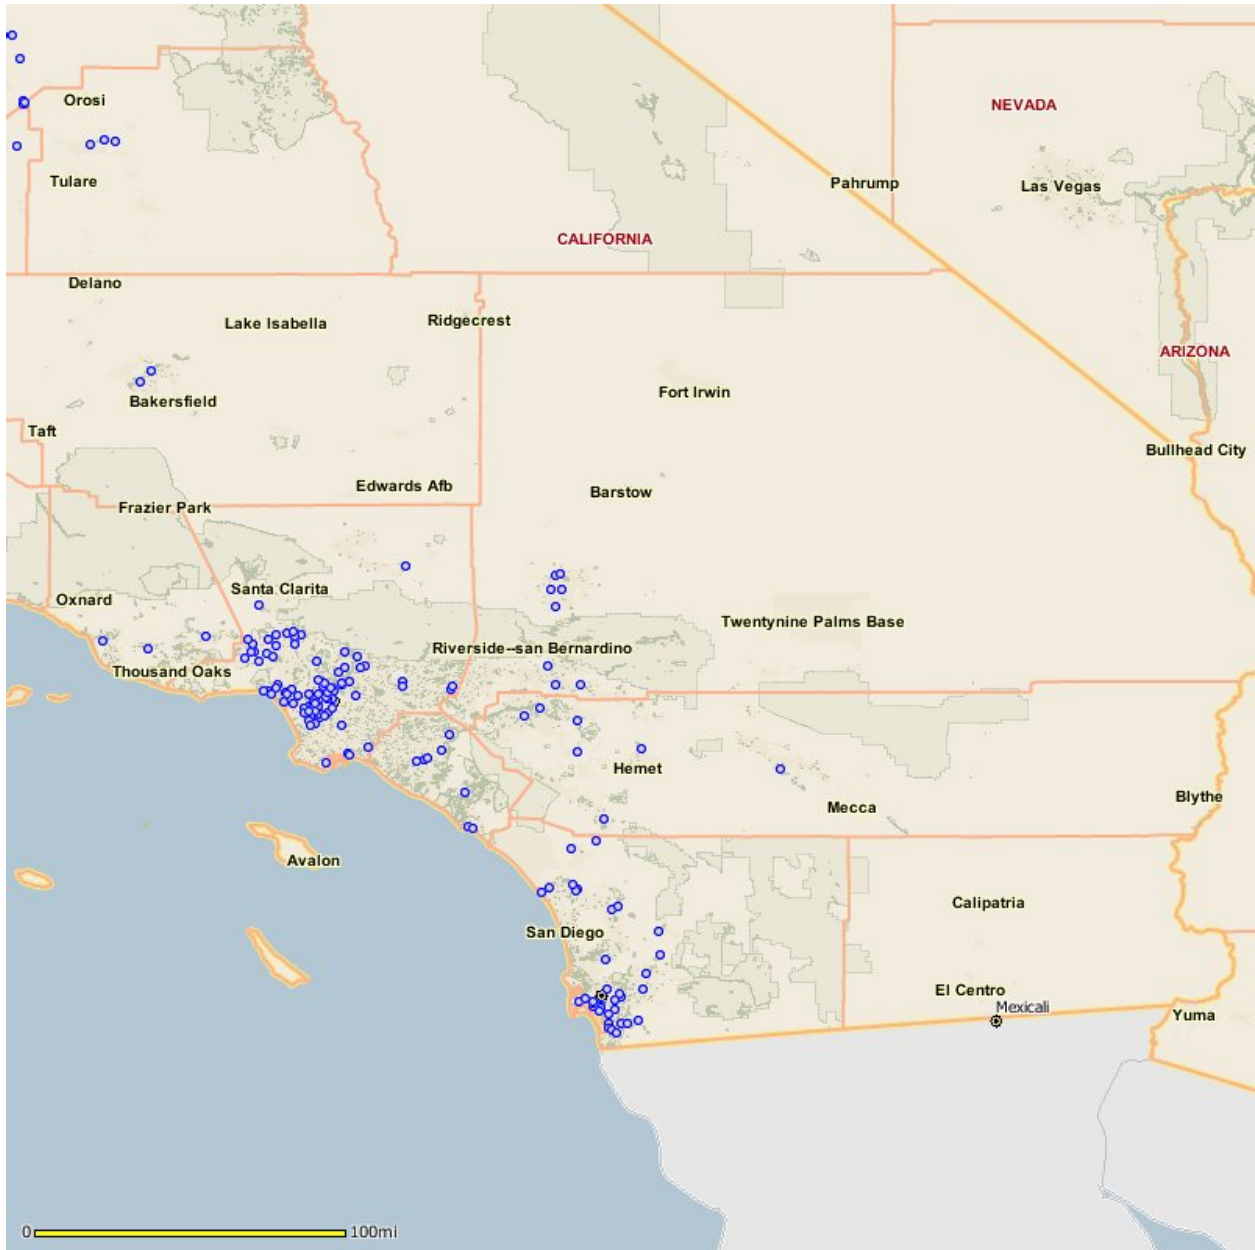 Orosi
NEVADA
Tulare
Pahrump
Las Vegas
CALIFORNIA
Delano
Lake Isabella
Ridgecrest
ARIZONA
Fort Irwin
Bakersfield
Taft
Bullhead City
Edwards Afb
Barstow
Frazier Park
Santa Clarita
Oxnard
Twentynine Palms Base
Riverside--san Bernardino
Thousand Oaks
Hemet
Blythe
Mecca
Avalon
Calipatria
San Diego
El Centro
Mexicali
Yuma
0 100mi